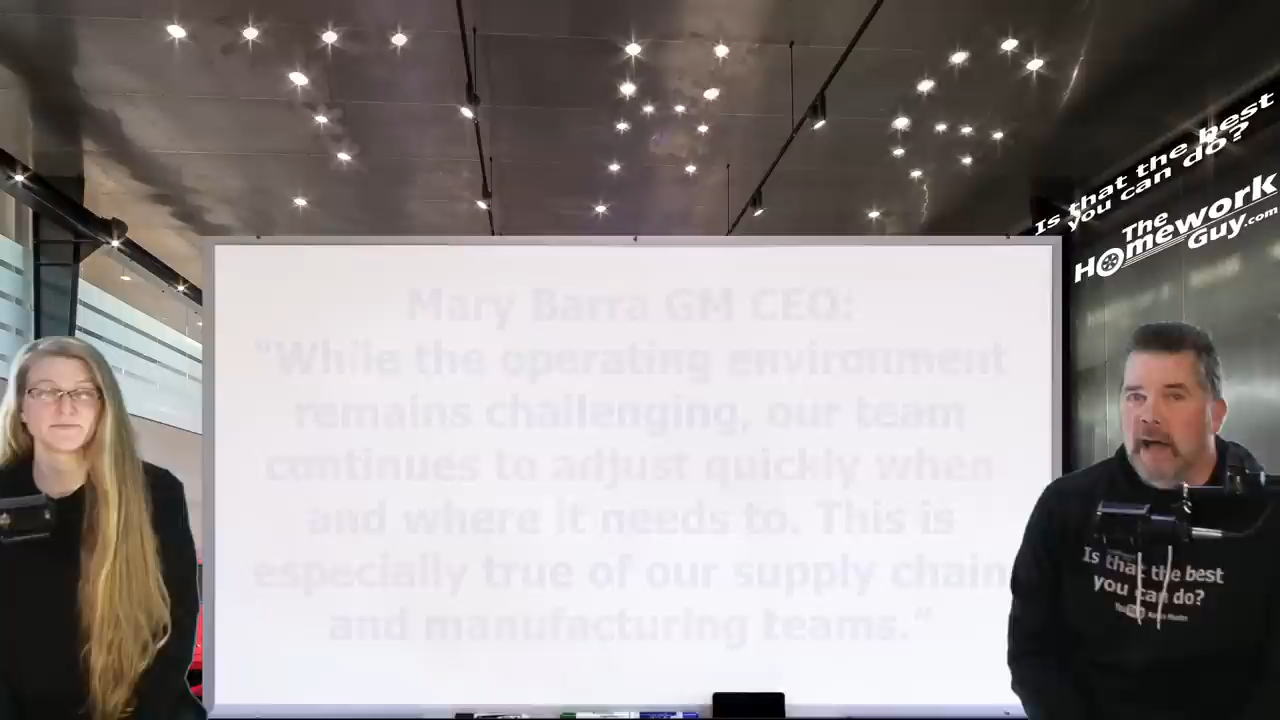 Is that the best
you can do?
The
Homework
Guy.com
Mary Barra GM CEO:
"While the operating environment
remains challenging, our team
continues to adjust quickly when
and where it needs to. This is
especially true of our supply chain
and manufacturing teams."
Is that the best
you can do?